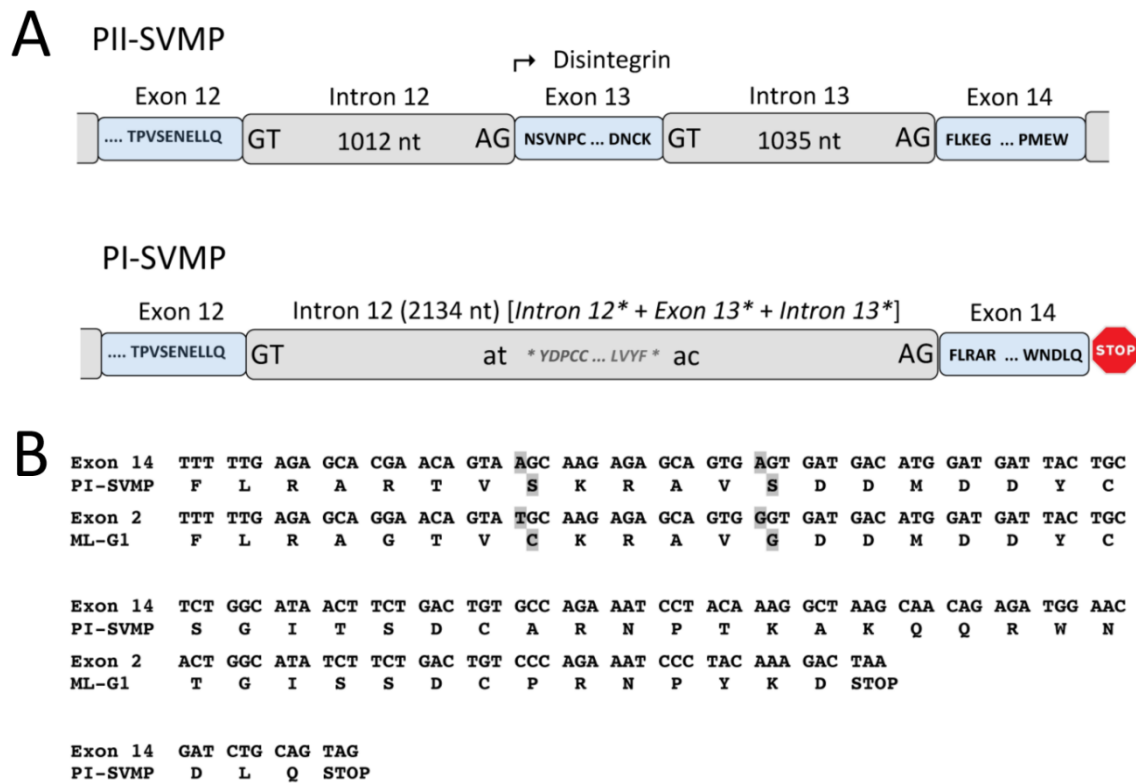 A
PII-SVMP
Disintegrin
Exon 12 Intron 12 Exon 13 Intron 13 Exon 14
.... TPVSENELLQ GT 1012 nt AG NSVNPC ... DNCK GT 1035 nt AG FLKEG ... PMEW
PI-SVMP
Exon 12 Intron 12 (2134 nt) [Intron 12* + Exon 13* + Intron 13*] Exon 14
.... TPVSENELLQ GT at * YDPCC ... LVYF * ac AG FLRAR ... WNDLQ STOP
B
Exon 14 TTT TTG AGA GCA CGA ACA GTA AGC AAG AGA GCA GTG AGT GAT GAC ATG GAT GAT TAC TGC
PI-SVMP F L R A R T V S K R A V S D D M D D Y C
Exon 2 TTT TTG AGA GCA GGA ACA GTA TGC AAG AGA GCA GTG GGT GAT GAC ATG GAT GAT TAC TGC
ML-G1 F L R A G T V C K R A V G D D M D D Y C
Exon 14 TCT GGC ATA ACT TCT GAC TGT GCC AGA AAT CCT ACA AAG GCT AAG CAA CAG AGA TGG AAC
PI-SVMP S G I T S D C A R N P T K A K Q Q R W N
Exon 2 ACT GGC ATA TCT TCT GAC TGT CCC AGA AAT CCC TAC AAA GAC TAA
ML-G1 T G I S S D C P R N P Y K D STOP
Exon 14 GAT CTG CAG TAG
PI-SVMP D L Q STOP